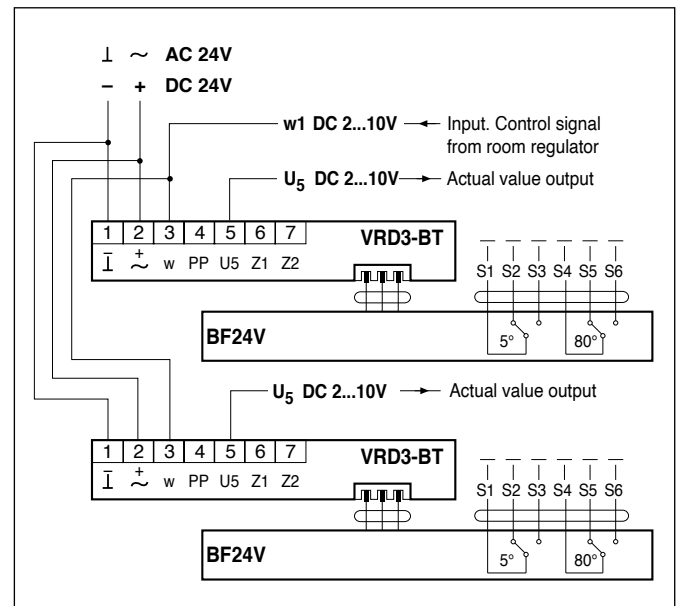 ⊥ ~ AC 24V
– + DC 24V
w1 DC 2...10V Input. Control signal
from room regulator
U5 DC 2...10V Actual value output
1 2 3 4 5 6 7 VRD3-BT
⊥ ~ w PP U5 Z1 Z2
– +
S1 S2 S3 S4 S5 S6
BF24V 5° 80°
U5 DC 2...10V Actual value output
1 2 3 4 5 6 7 VRD3-BT
⊥ ~ w PP U5 Z1 Z2
– +
S1 S2 S3 S4 S5 S6
BF24V 5° 80°